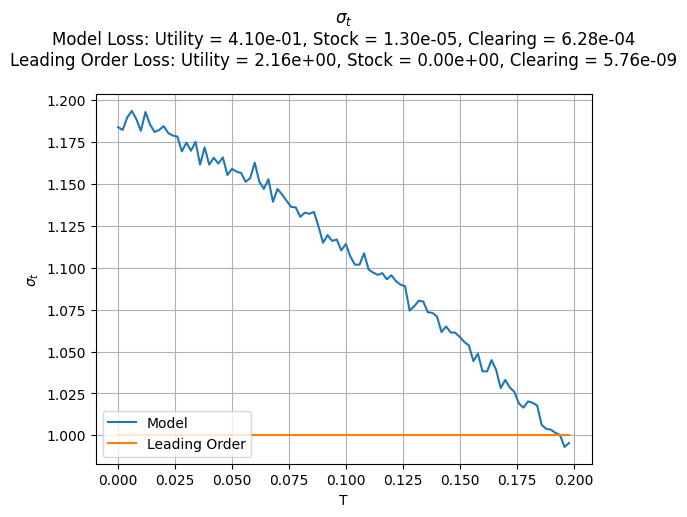 σₜ
Model Loss: Utility = 4.10e-01, Stock = 1.30e-05, Clearing = 6.28e-04
Leading Order Loss: Utility = 2.16e+00, Stock = 0.00e+00, Clearing = 5.76e-09
1.200
1.175
1.150
1.125
1.100
1.075
1.050
1.025
1.000
σₜ
Model
Leading Order
0.000
0.025
0.050
0.075
0.100
0.125
0.150
0.175
0.200
T